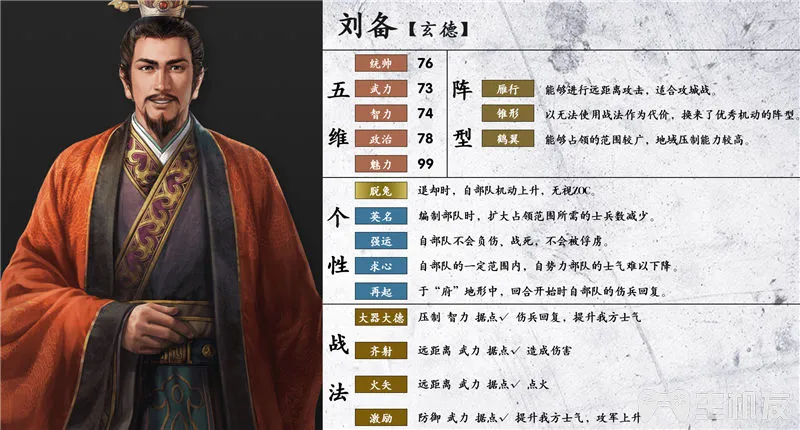 刘备【玄德】
五维
统帅 76
武力 73
智力 74
政治 78
魅力 99
阵型
雁行 能够进行远距离攻击，适合攻城战。
锥形 以无法使用战法作为代价，换来了优秀机动的阵型。
鹤翼 能够占领的范围较广，地域压制能力较高。
个性
脱兔 退却时，自部队机动上升，无视ZOC。
英名 编制部队时，扩大占领范围所需的士兵数减少。
强运 自部队不会负伤、战死，不会被俘虏。
求心 自部队的一定范围内，自势力部队的士气难以下降。
再起 于“府”地形中，回合开始时自部队的伤兵回复。
战法
大器大德 压制 智力 据点✓ 伤兵回复，提升我方士气
齐射 远距离 武力 据点✓ 造成伤害
火矢 远距离 武力 据点✓ 点火
激励 防御 武力 据点✓ 提升我方士气，攻军上升